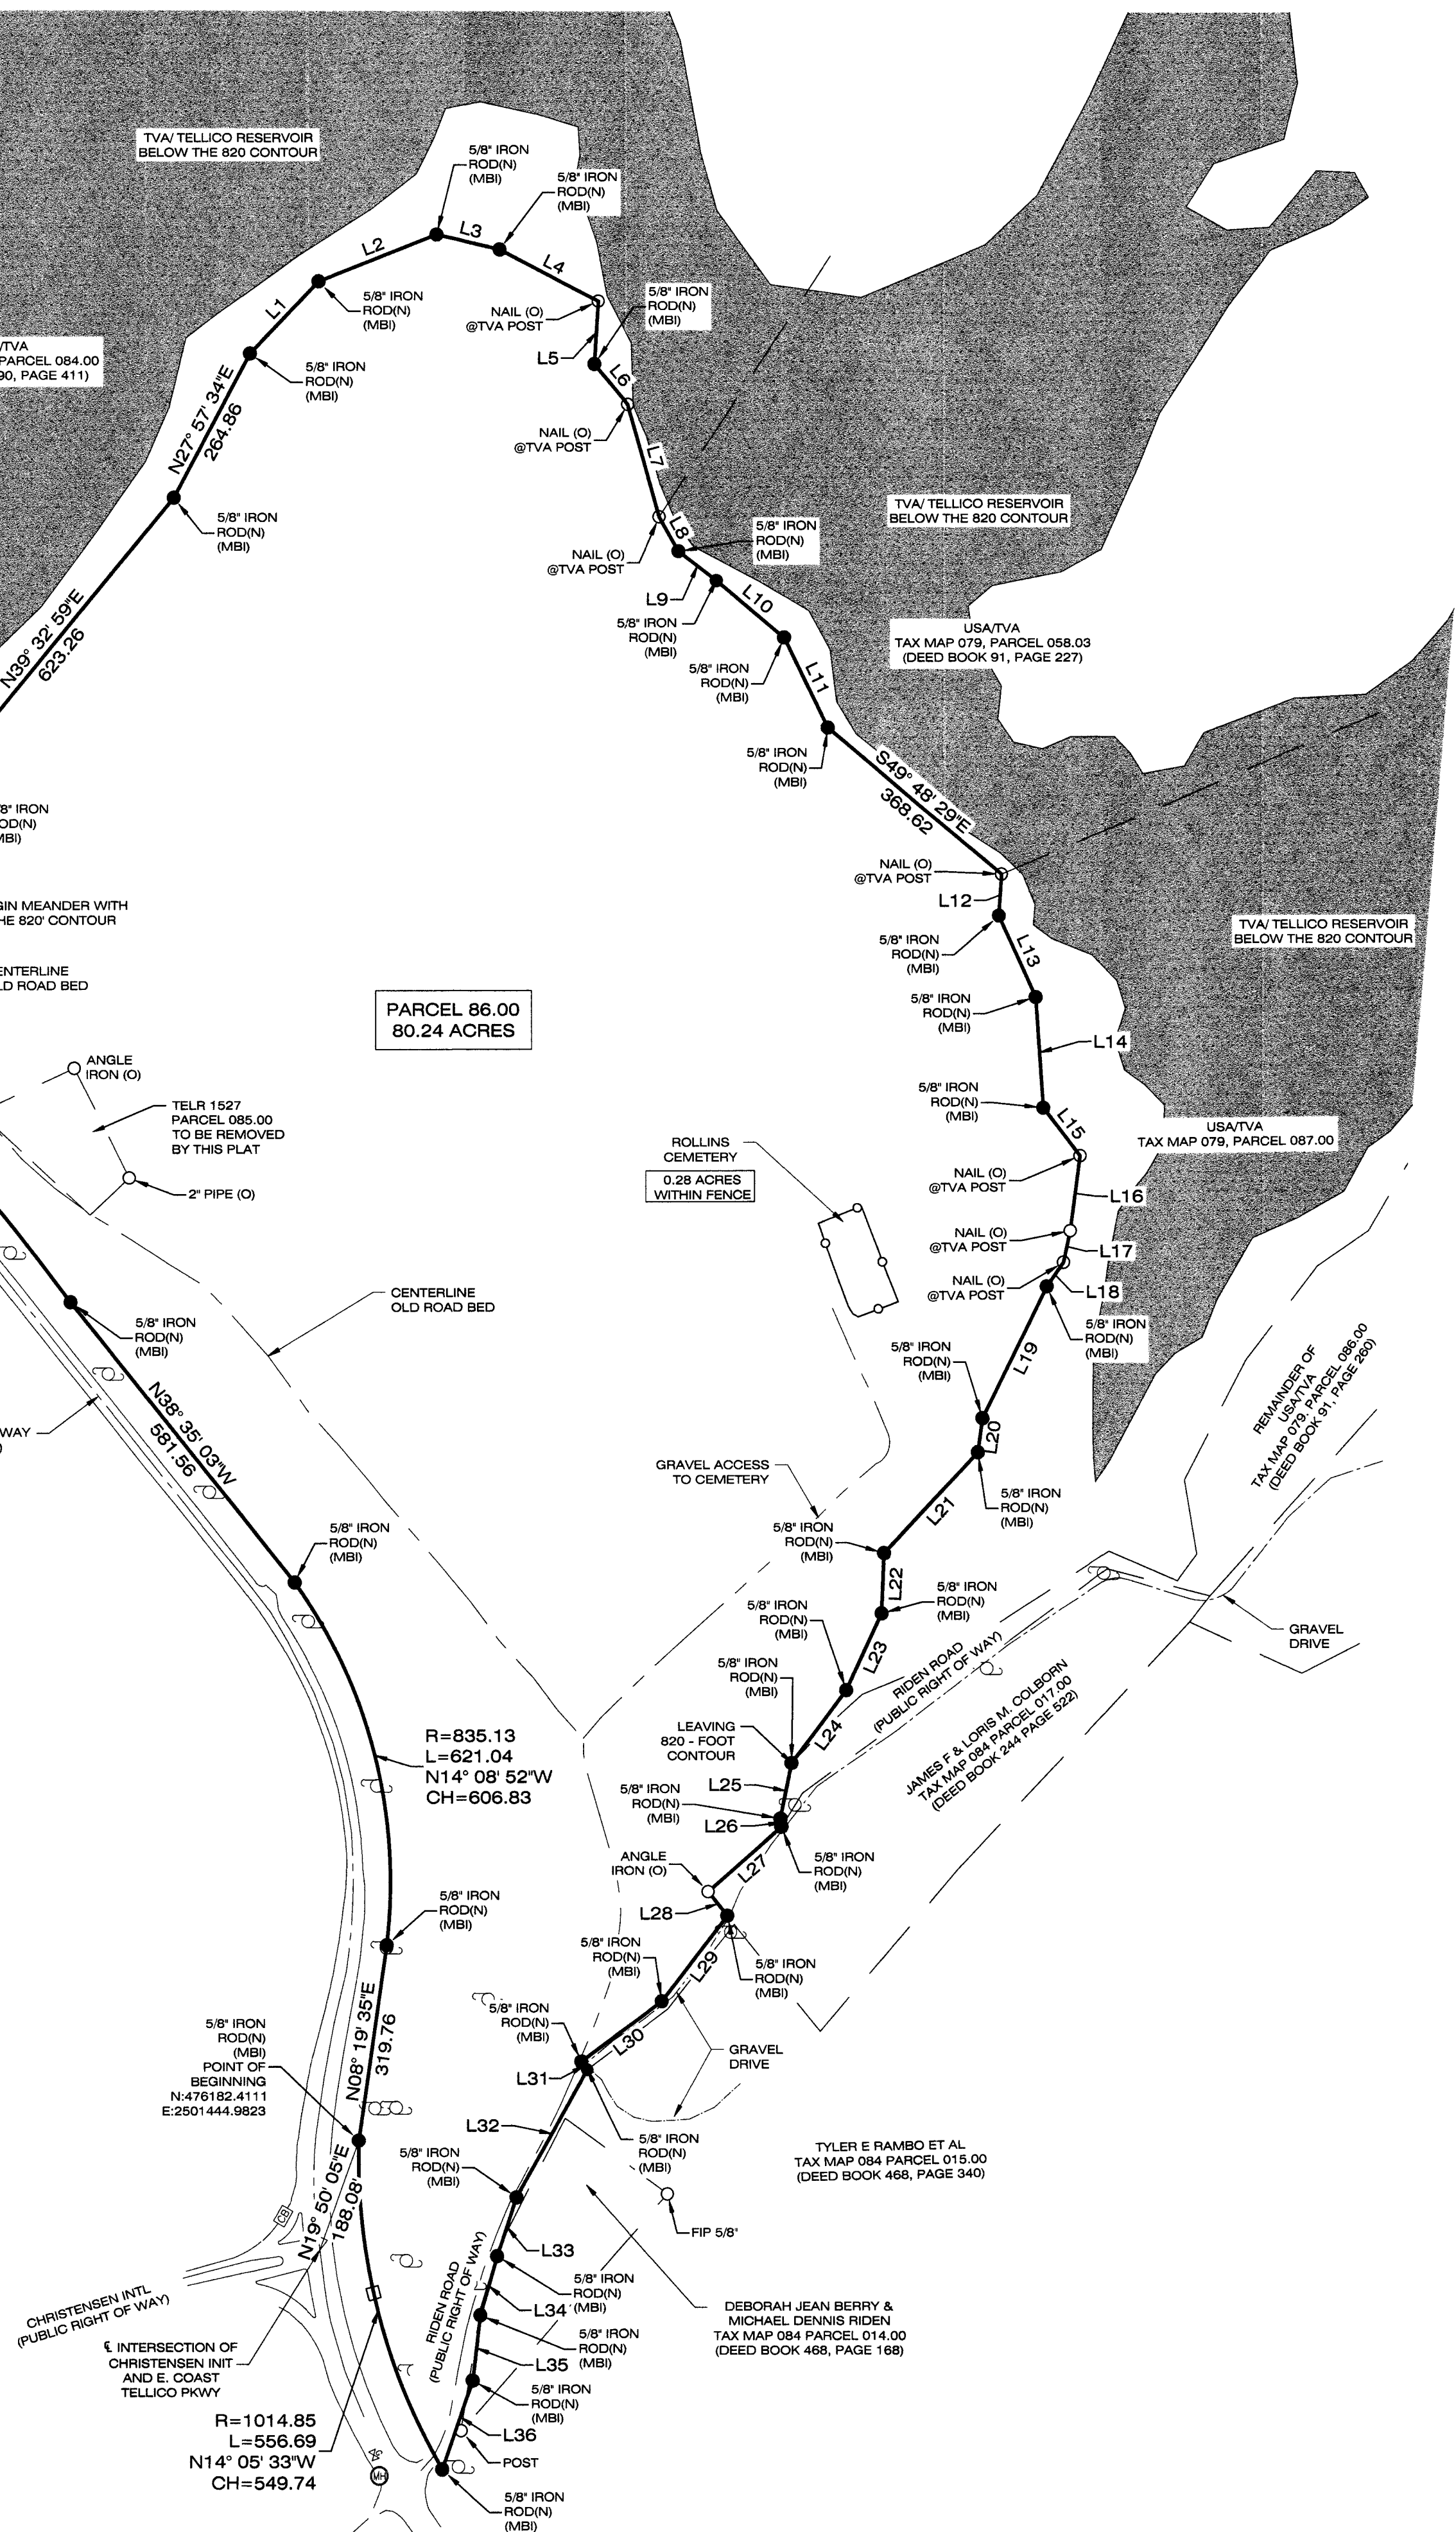 TVA/ TELLICO RESERVOIR
BELOW THE 820 CONTOUR
5/8" IRON
ROD(N)
(MBI)
5/8" IRON
ROD(N)
(MBI)
L3
L2
L4
5/8" IRON
ROD(N)
(MBI)
L1
NAIL (O)
@TVA POST
5/8" IRON
ROD(N)
(MBI)
/TVA
PARCEL 084.00
90, PAGE 411)
5/8" IRON
ROD(N)
(MBI)
L5
L6
N27° 57' 34"E
264.86
NAIL (O)
@TVA POST
L7
5/8" IRON
ROD(N)
(MBI)
TVA/ TELLICO RESERVOIR
BELOW THE 820 CONTOUR
L8
5/8" IRON
ROD(N)
(MBI)
NAIL (O)
@TVA POST
L9
L10
5/8" IRON
ROD(N)
(MBI)
N39° 32' 59"E
623.26
USA/TVA
TAX MAP 079, PARCEL 058.03
(DEED BOOK 91, PAGE 227)
5/8" IRON
ROD(N)
(MBI)
L11
5/8" IRON
ROD(N)
(MBI)
S49° 48' 29"E
368.62
8" IRON
OD(N)
MBI)
NAIL (O)
@TVA POST
L12
GIN MEANDER WITH
HE 820' CONTOUR
TVA/ TELLICO RESERVOIR
BELOW THE 820 CONTOUR
5/8" IRON
ROD(N)
(MBI)
L13
ENTERLINE
LD ROAD BED
PARCEL 86.00
80.24 ACRES
5/8" IRON
ROD(N)
(MBI)
L14
ANGLE
IRON (O)
TELR 1527
PARCEL 085.00
TO BE REMOVED
BY THIS PLAT
5/8" IRON
ROD(N)
(MBI)
L15
USA/TVA
TAX MAP 079, PARCEL 087.00
ROLLINS
CEMETERY
0.28 ACRES
WITHIN FENCE
2" PIPE (O)
NAIL (O)
@TVA POST
L16
NAIL (O)
@TVA POST
L17
NAIL (O)
@TVA POST
L18
CENTERLINE
OLD ROAD BED
5/8" IRON
ROD(N)
(MBI)
5/8" IRON
ROD(N)
(MBI)
5/8" IRON
ROD(N)
(MBI)
L19
REMAINDER OF
USA/TVA
TAX MAP 079, PARCEL 086.00
(DEED BOOK 91, PAGE 260)
N38° 35' 03"W
581.56
WAY
)
L20
GRAVEL ACCESS
TO CEMETERY
5/8" IRON
ROD(N)
(MBI)
L21
5/8" IRON
ROD(N)
(MBI)
5/8" IRON
ROD(N)
(MBI)
L22
5/8" IRON
ROD(N)
(MBI)
5/8" IRON
ROD(N)
(MBI)
GRAVEL
DRIVE
L23
5/8" IRON
ROD(N)
(MBI)
RIDEN ROAD
(PUBLIC RIGHT OF WAY)
JAMES F & LORIS M. COLBORN
TAX MAP 084 PARCEL 017.00
(DEED BOOK 244 PAGE 522)
LEAVING
820 - FOOT
CONTOUR
L24
R=835.13
L=621.04
N14° 08' 52"W
CH=606.83
L25
5/8" IRON
ROD(N)
(MBI)
L26
ANGLE
IRON (O)
L27
5/8" IRON
ROD(N)
(MBI)
5/8" IRON
ROD(N)
(MBI)
L28
5/8" IRON
ROD(N)
(MBI)
L29
5/8" IRON
ROD(N)
(MBI)
5/8" IRON
ROD(N)
(MBI)
L30
GRAVEL
DRIVE
N08° 19' 35"E
319.76
5/8" IRON
ROD(N)
(MBI)
POINT OF
BEGINNING
N:476182.4111
E:2501444.9823
L31
L32
5/8" IRON
ROD(N)
(MBI)
5/8" IRON
ROD(N)
(MBI)
TYLER E RAMBO ET AL
TAX MAP 084 PARCEL 015.00
(DEED BOOK 468, PAGE 340)
N19° 50' 05"E
188.08'
CB
FIP 5/8"
L33
RIDEN ROAD
(PUBLIC RIGHT OF WAY)
5/8" IRON
ROD(N)
(MBI)
L34
CHRISTENSEN INTL
(PUBLIC RIGHT OF WAY)
DEBORAH JEAN BERRY &
MICHAEL DENNIS RIDEN
TAX MAP 084 PARCEL 014.00
(DEED BOOK 468, PAGE 168)
5/8" IRON
ROD(N)
(MBI)
L35
℄ INTERSECTION OF
CHRISTENSEN INIT
AND E. COAST
TELLICO PKWY
5/8" IRON
ROD(N)
(MBI)
R=1014.85
L=556.69
N14° 05' 33"W
CH=549.74
L36
POST
MH
5/8" IRON
ROD(N)
(MBI)